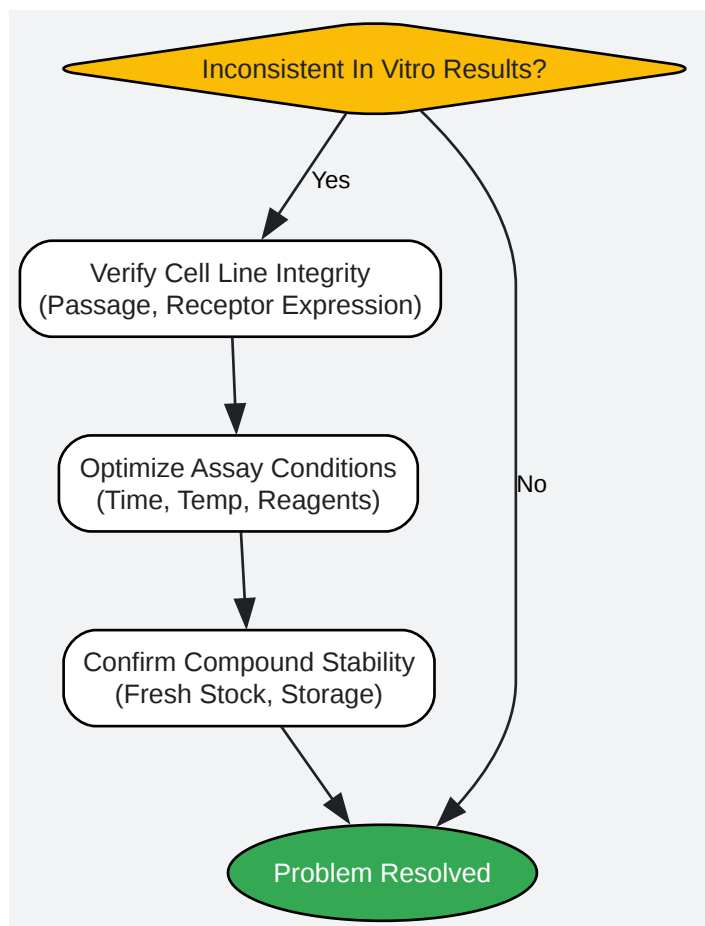 Inconsistent In Vitro Results?
Yes
Verify Cell Line Integrity
(Passage, Receptor Expression)
Optimize Assay Conditions
(Time, Temp, Reagents)
No
Confirm Compound Stability
(Fresh Stock, Storage)
Problem Resolved